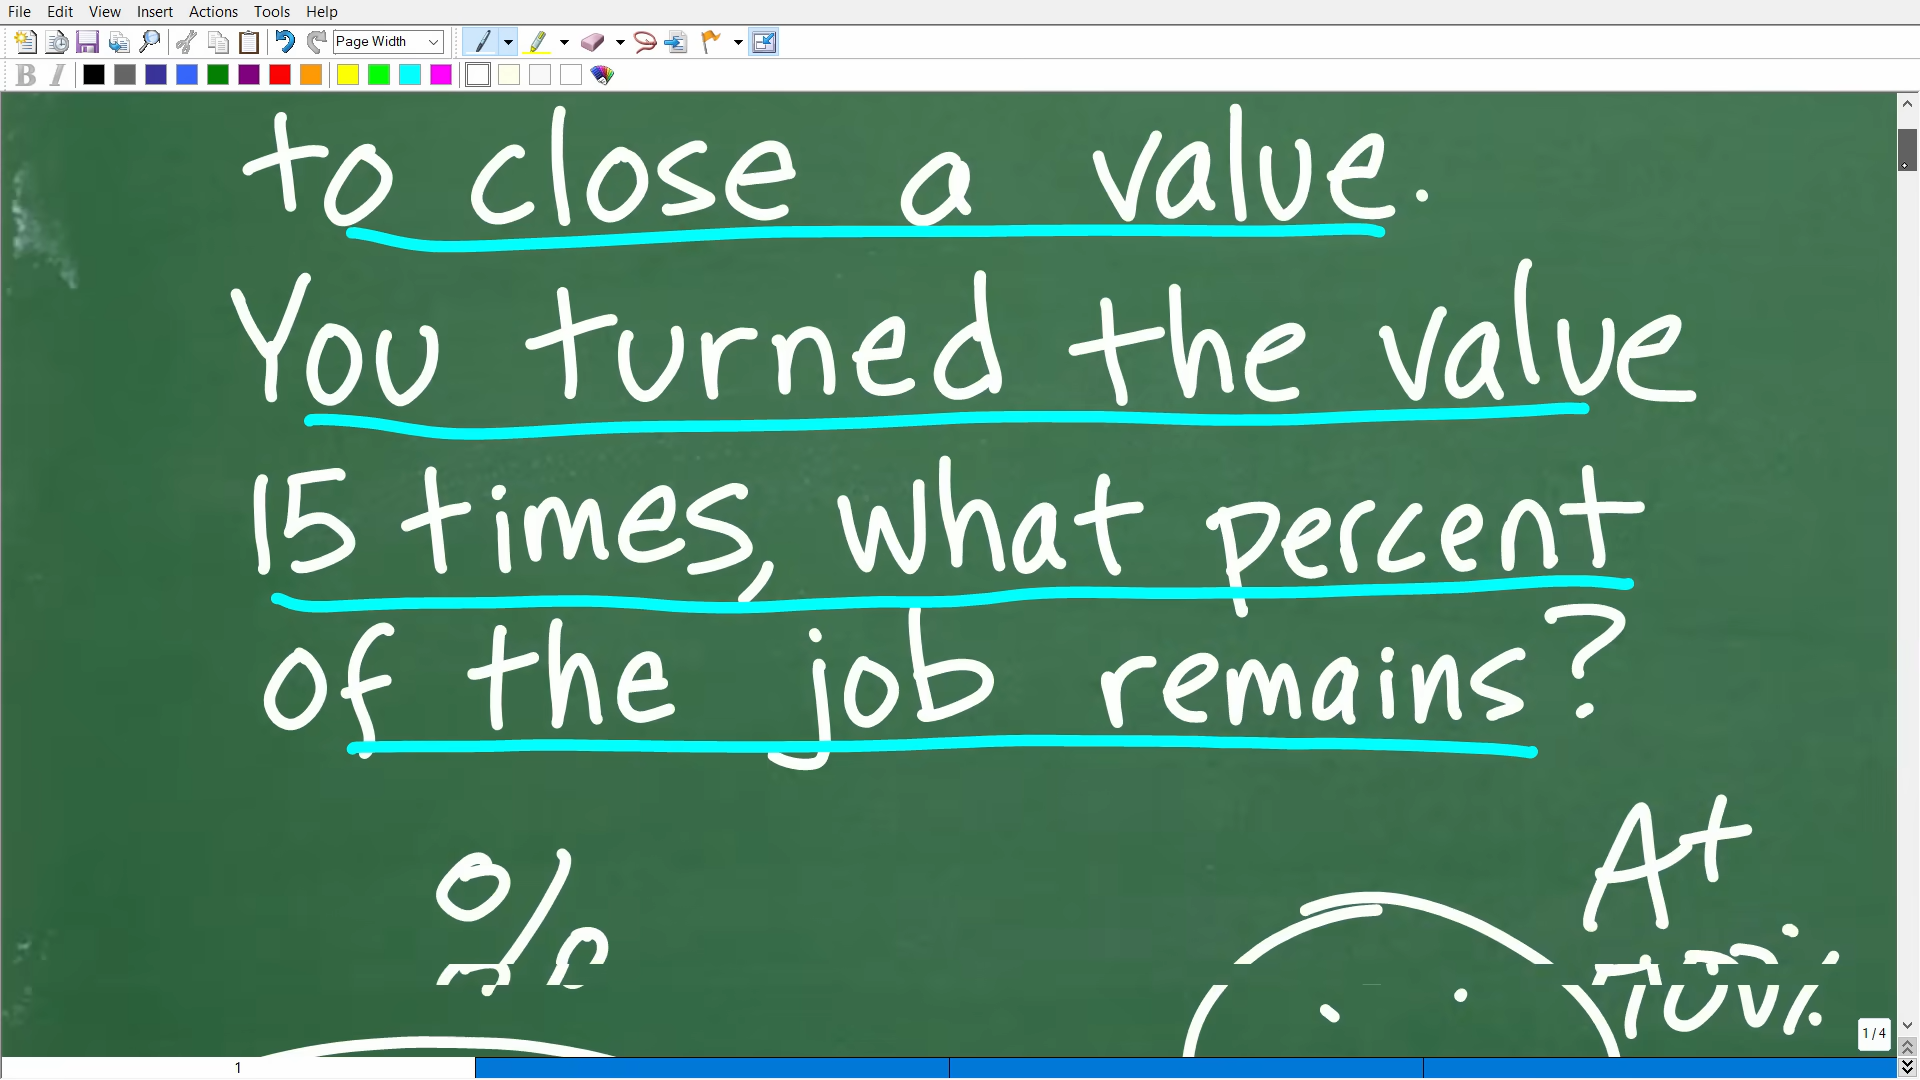 File Edit View Insert Actions Tools Help
Page Width
B I
to close a value.
You turned the value
15 times, what percent
of the job remains?
%
A+
100%
1 / 4
1